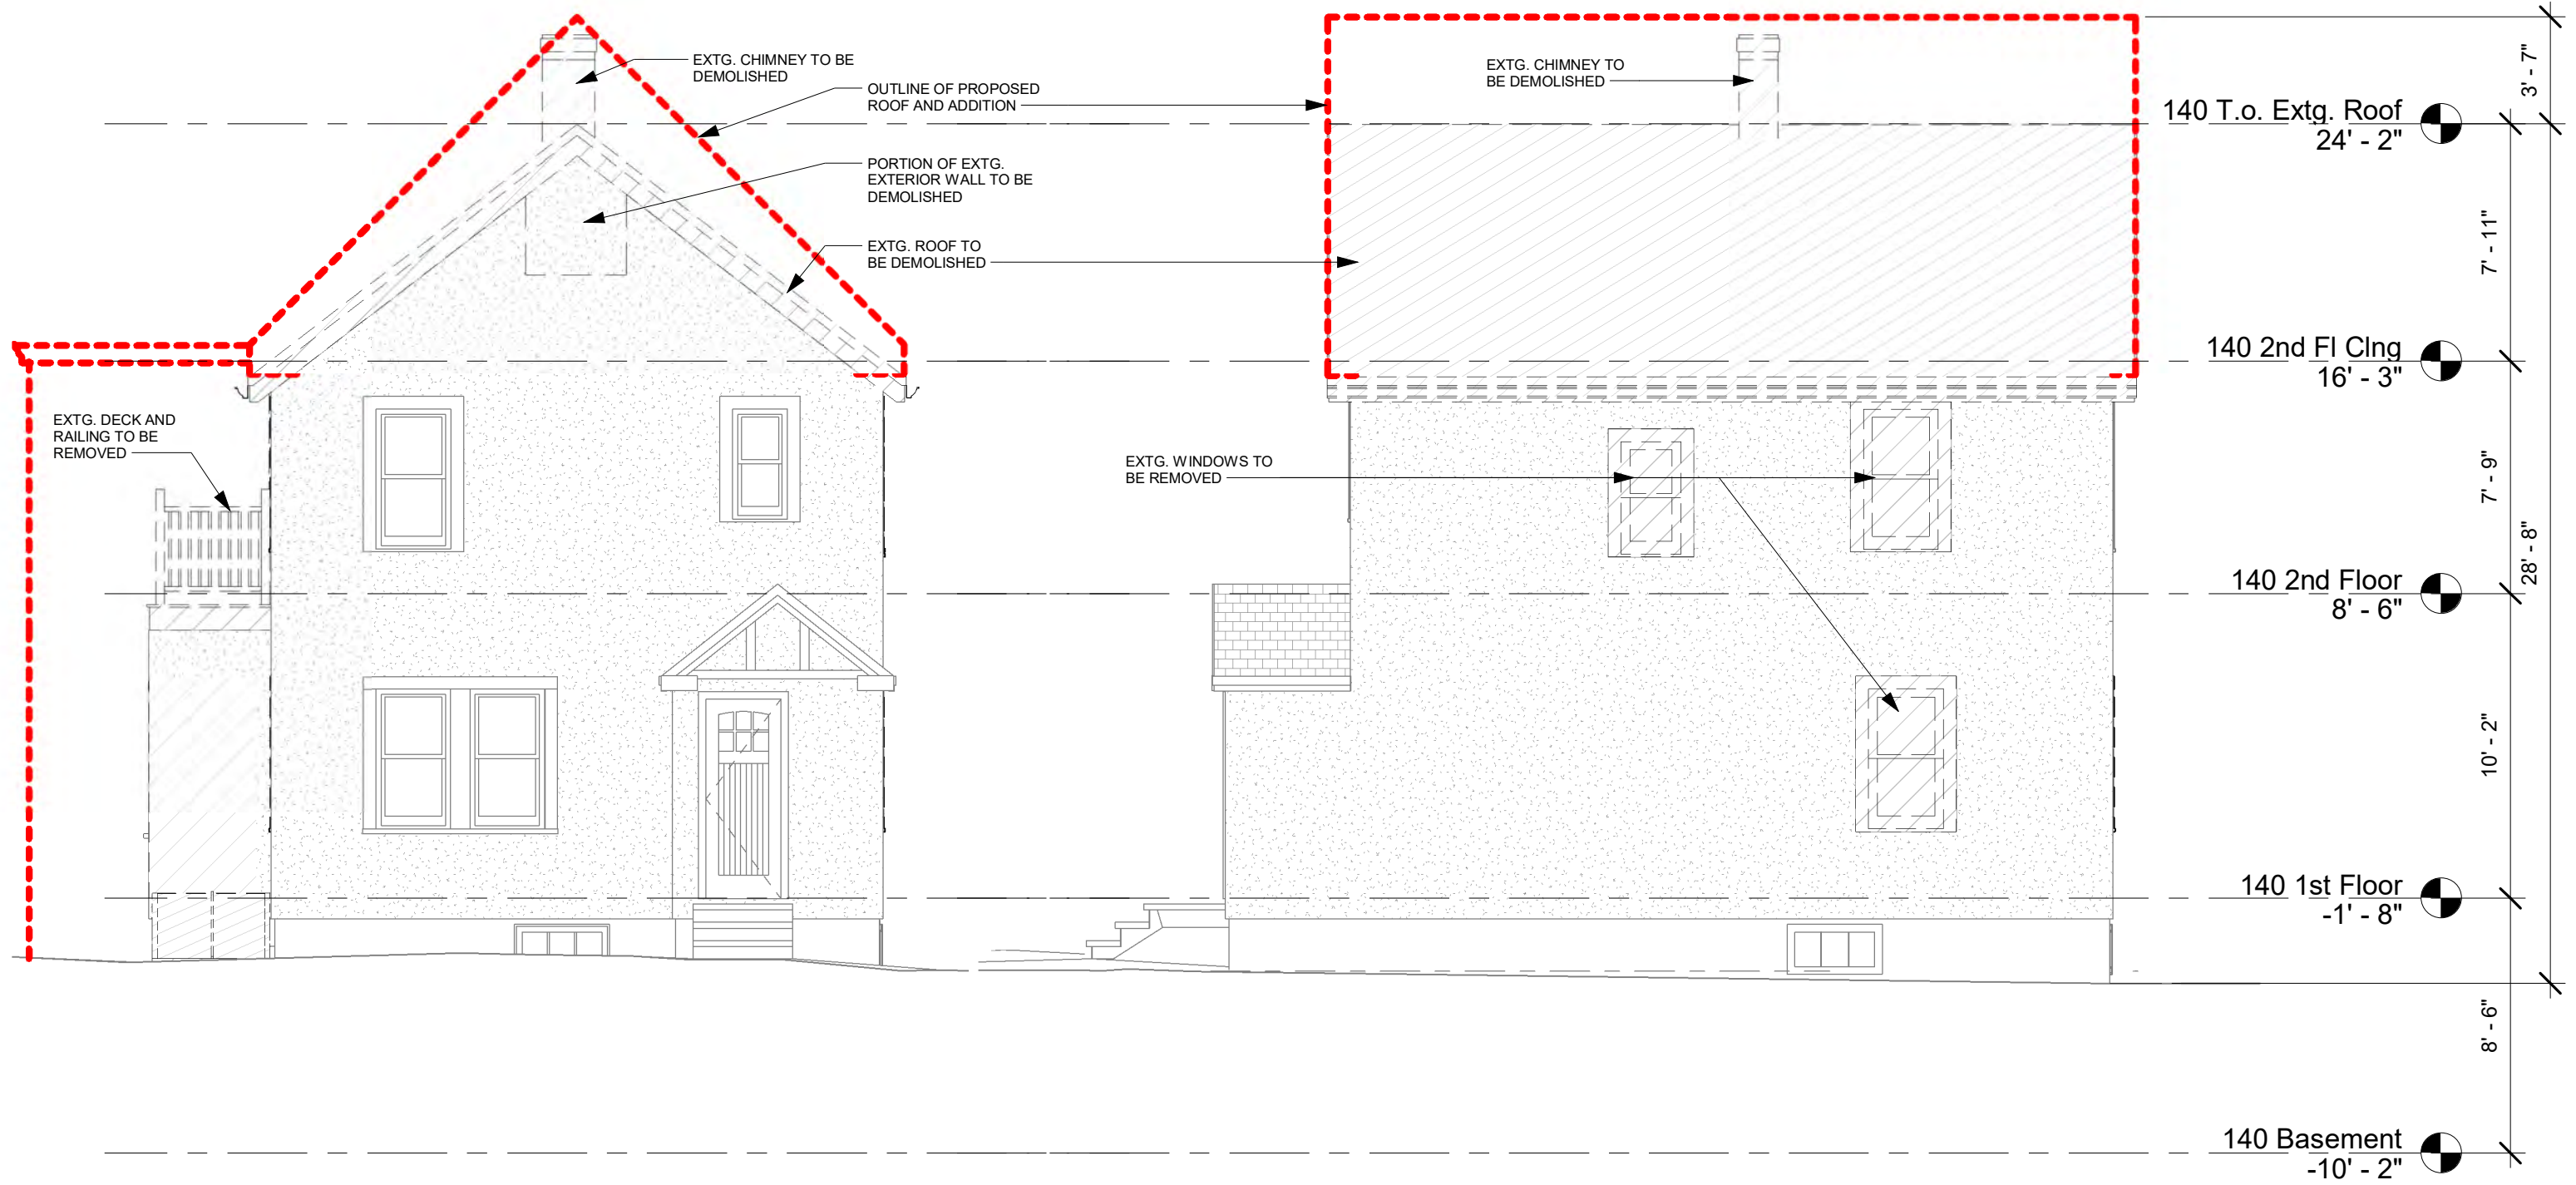 EXTG. CHIMNEY TO BE
DEMOLISHED
OUTLINE OF PROPOSED
ROOF AND ADDITION
PORTION OF EXTG.
EXTERIOR WALL TO BE
DEMOLISHED
EXTG. ROOF TO
BE DEMOLISHED
EXTG. DECK AND
RAILING TO BE
REMOVED
EXTG. CHIMNEY TO
BE DEMOLISHED
EXTG. WINDOWS TO
BE REMOVED
140 T.o. Extg. Roof
24' - 2"
140 2nd Fl Clng
16' - 3"
140 2nd Floor
8' - 6"
140 1st Floor
-1' - 8"
140 Basement
-10' - 2"
3' - 7"
7' - 11"
7' - 9"
28' - 8"
10' - 2"
8' - 6"